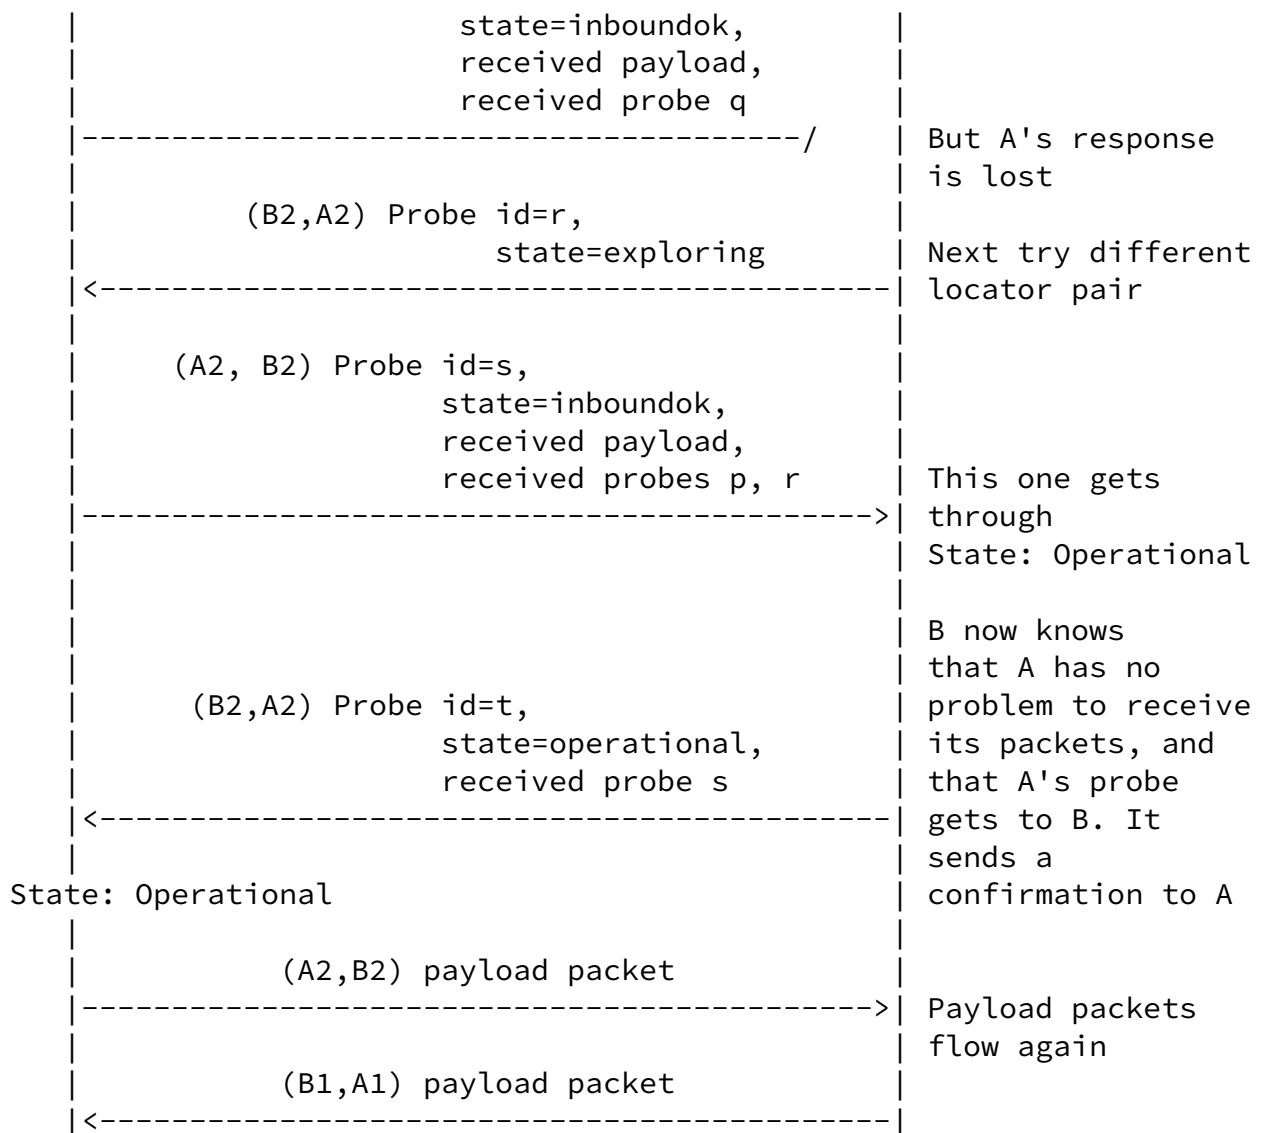 state=inboundok,
received payload,
received probe q
|----------------------------------------/ | But A's response
is lost
(B2,A2) Probe id=r,
state=exploring | Next try different
|<--------------------------------------------| locator pair
(A2, B2) Probe id=s,
state=inboundok,
received payload,
received probes p, r | This one gets
|-------------------------------------------->| through
State: Operational
B now knows
that A has no
(B2,A2) Probe id=t, | problem to receive
state=operational, | its packets, and
received probe s | that A's probe
|<--------------------------------------------| gets to B. It
sends a
State: Operational | confirmation to A
(A2,B2) payload packet
|-------------------------------------------->| Payload packets
flow again
(B1,A1) payload packet
|<--------------------------------------------|